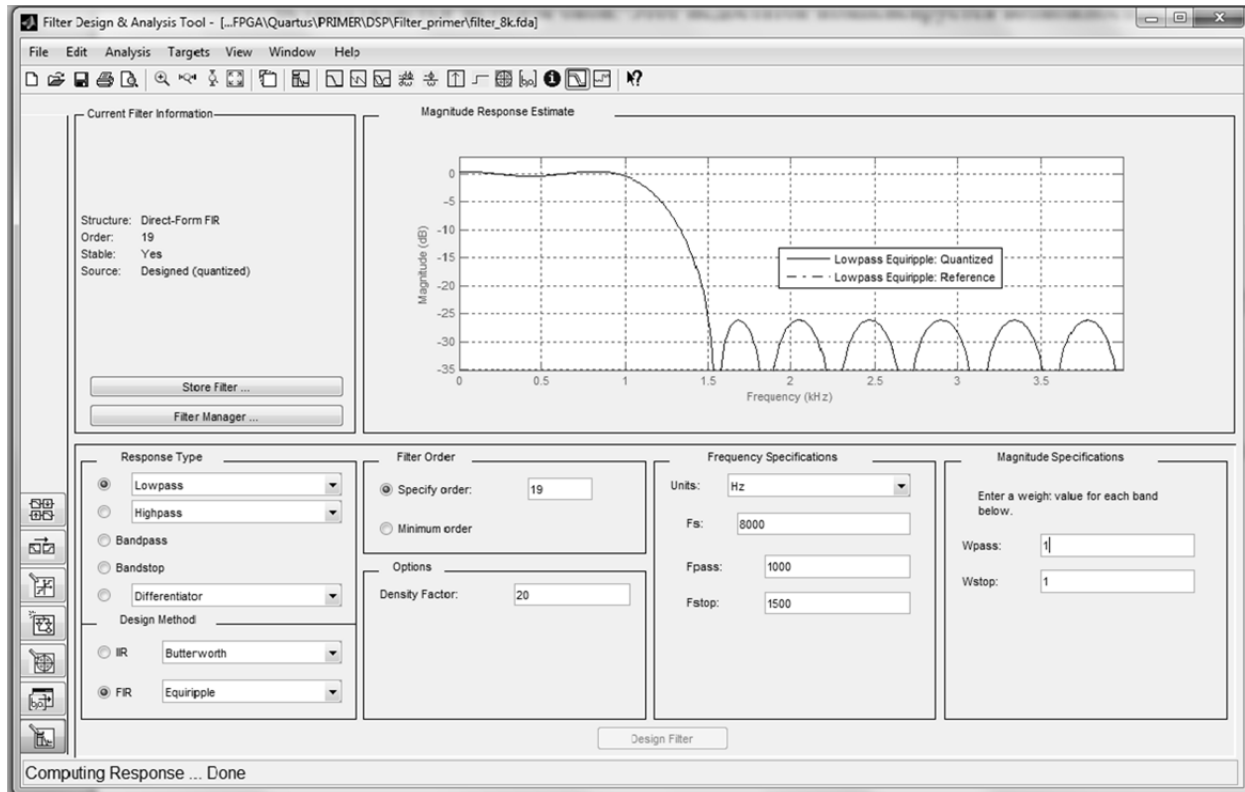 Filter Design & Analysis Tool - [...FPGA\Quartus\PRIMER\DSP\Filter_primer\filter_8k.fda]
File Edit Analysis Targets View Window Help
Current Filter Information
Structure: Direct-Form FIR
Order: 19
Stable: Yes
Source: Designed (quantized)
Store Filter ...
Filter Manager ...
Magnitude Response Estimate
Magnitude (dB)
0
-5
-10
-15
-20
-25
-30
-35
Lowpass Equiripple: Quantized
Lowpass Equiripple: Reference
0 0.5 1 1.5 2 2.5 3 3.5
Frequency (kHz)
Response Type
Lowpass
Highpass
Bandpass
Bandstop
Differentiator
Design Method
IIR Butterworth
FIR Equiripple
Filter Order
Specify order: 19
Minimum order
Options
Density Factor: 20
Frequency Specifications
Units: Hz
Fs: 8000
Fpass: 1000
Fstop: 1500
Magnitude Specifications
Enter a weight value for each band
below.
Wpass: 1
Wstop: 1
Design Filter
Computing Response ... Done